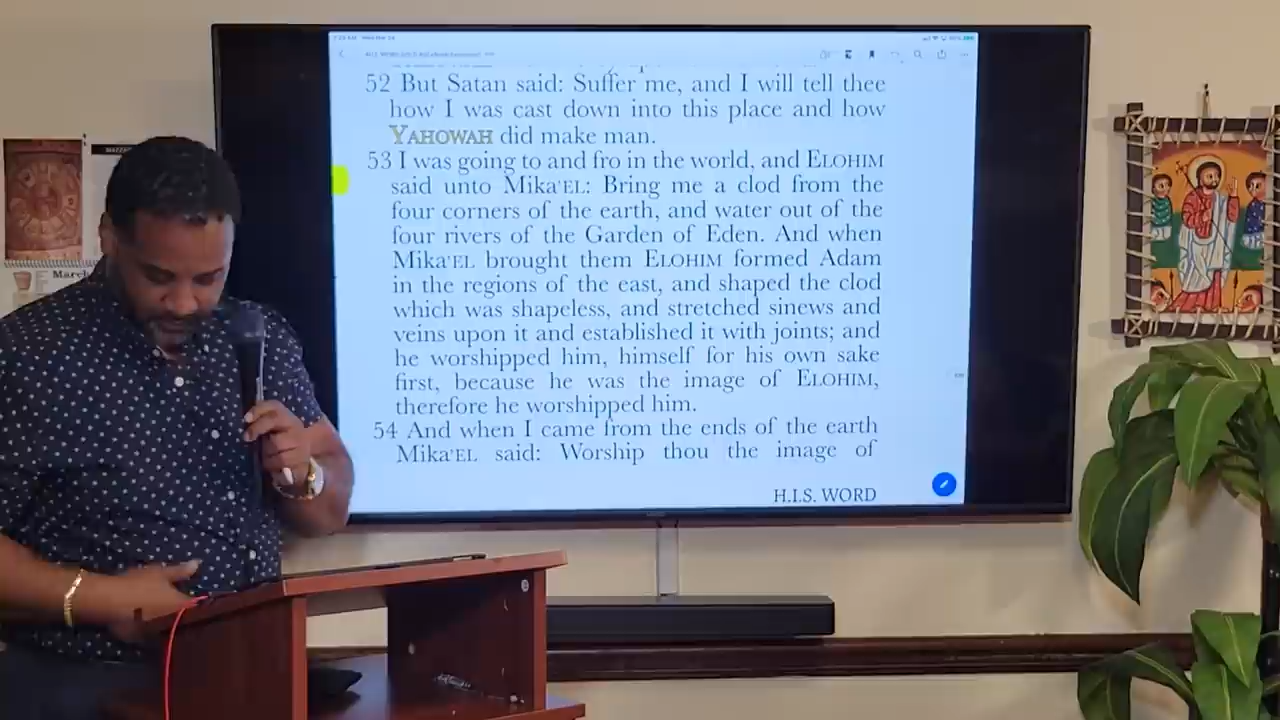 52 But Satan said: Suffer me, and I will tell thee
how I was cast down into this place and how
YAHOWAH did make man.
53 I was going to and fro in the world, and ELOHIM
said unto Mika'EL: Bring me a clod from the
four corners of the earth, and water out of the
four rivers of the Garden of Eden. And when
Mika'EL brought them ELOHIM formed Adam
in the regions of the east, and shaped the clod
which was shapeless, and stretched sinews and
veins upon it and established it with joints; and
he worshipped him, himself for his own sake
first, because he was the image of ELOHIM,
therefore he worshipped him.
54 And when I came from the ends of the earth
Mika'EL said: Worship thou the image of
H.I.S. WORD
March